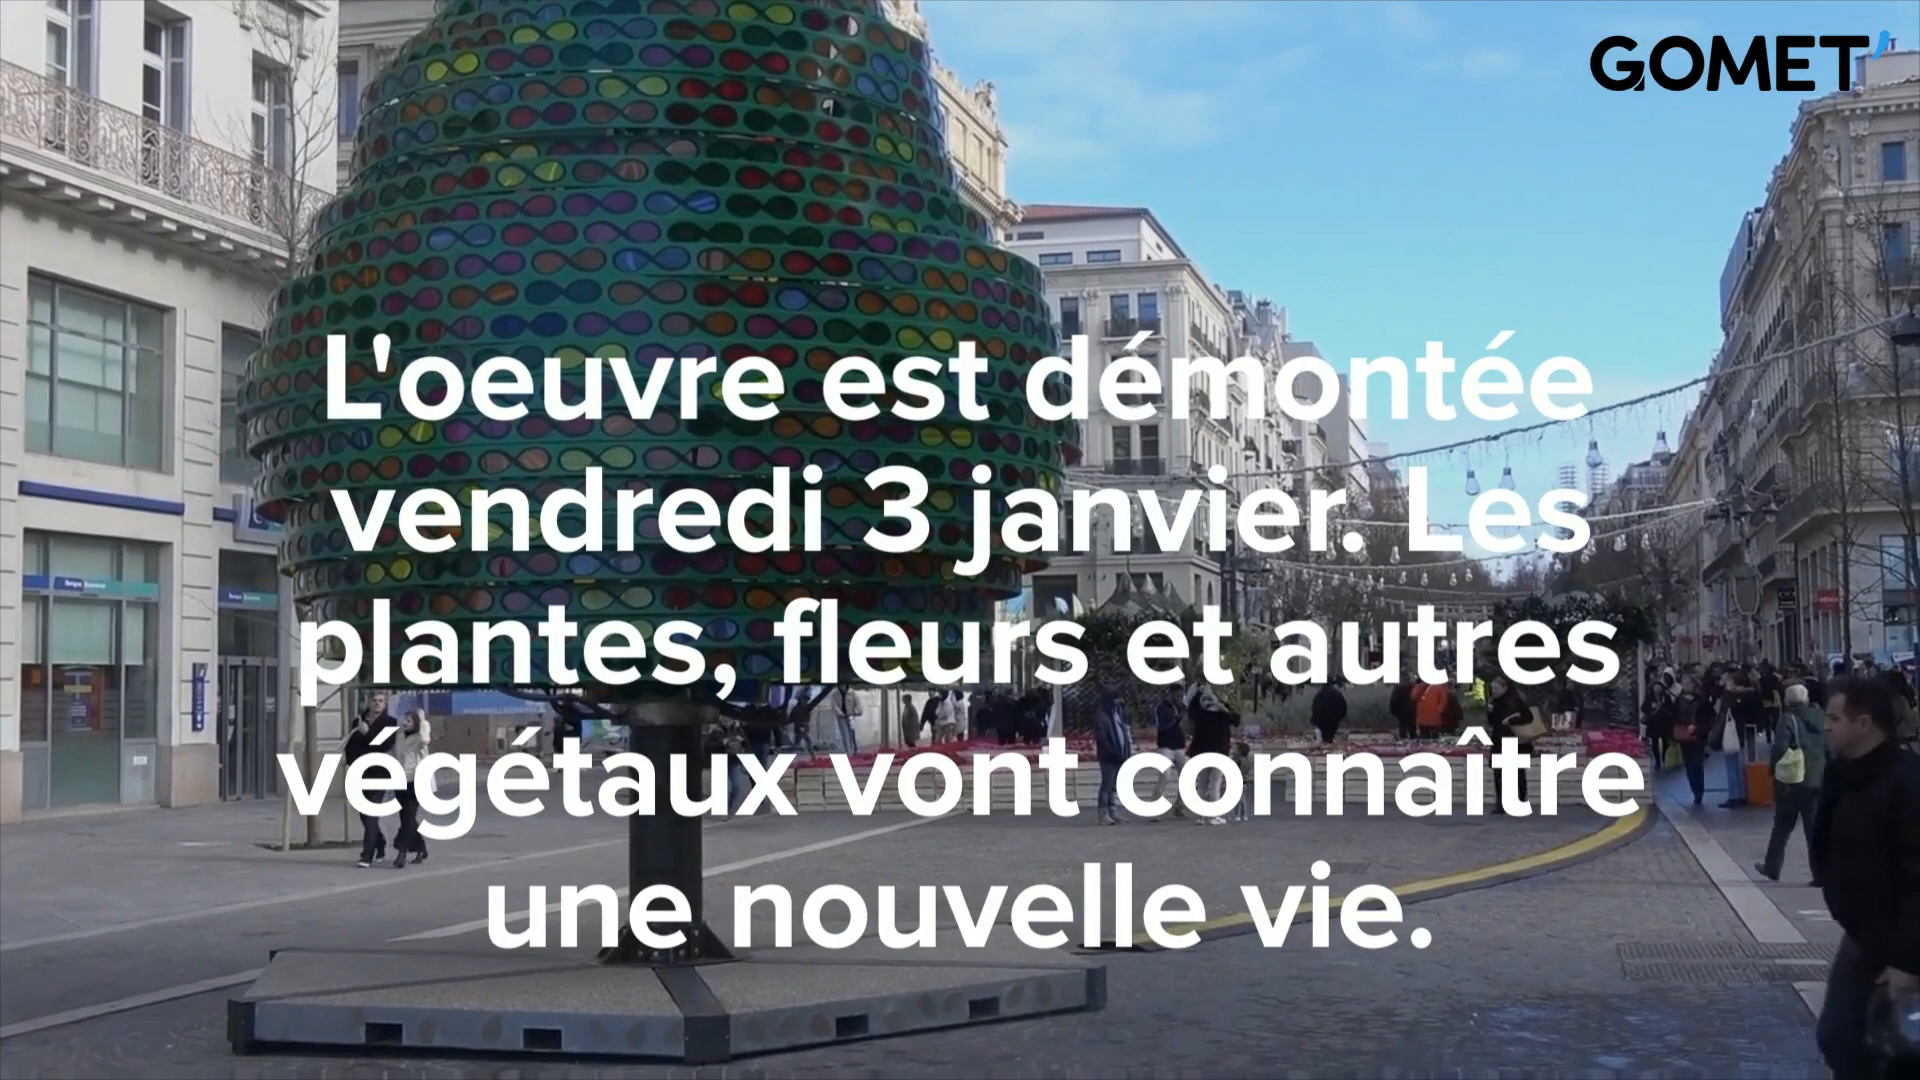 GOMET'
L'oeuvre est démontée
vendredi 3 janvier. Les
plantes, fleurs et autres
végétaux vont connaître
une nouvelle vie.